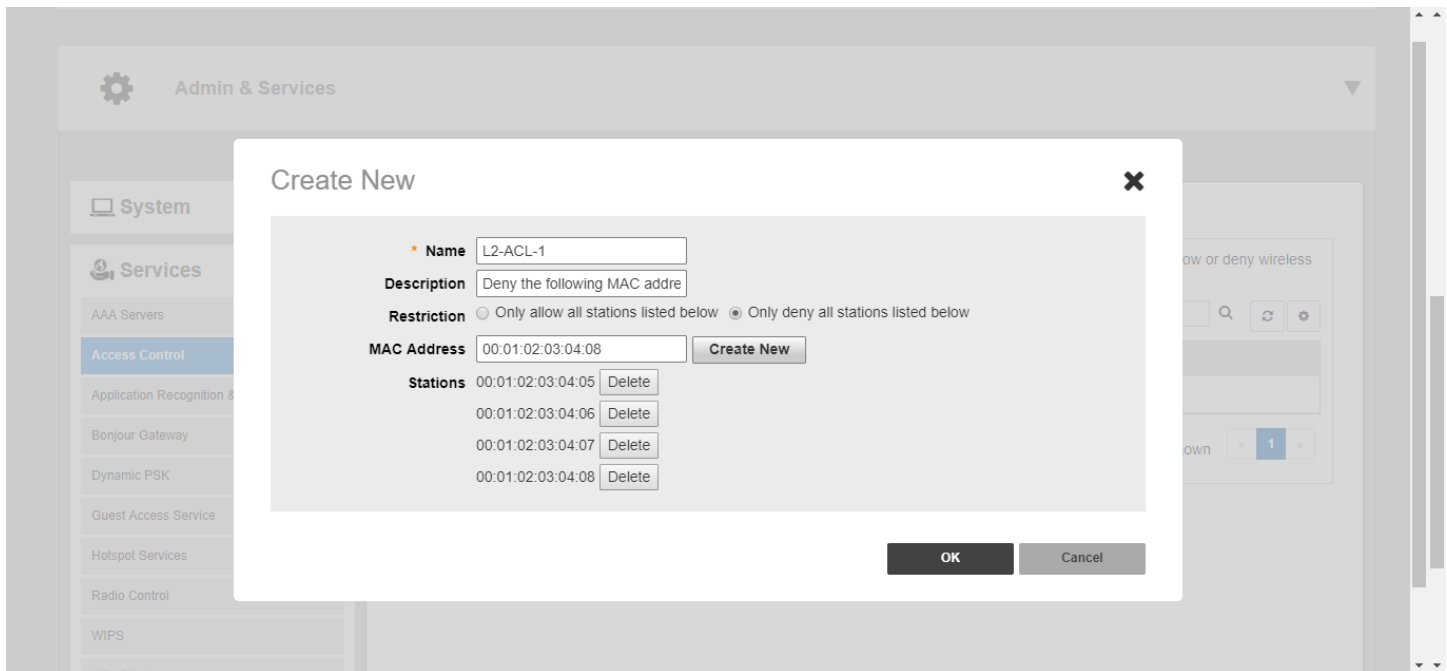 Admin & Services
Create New
System
* Name L2-ACL-1
Services
ow or deny wireless
Description Deny the following MAC addre
Restriction Only allow all stations listed below Only deny all stations listed below
AAA Servers
MAC Address 00:01:02:03:04:08 Create New
Access Control
Stations 00:01:02:03:04:05 Delete
Application Recognition &
00:01:02:03:04:06 Delete
Bonjour Gateway
00:01:02:03:04:07 Delete
own « 1 »
Dynamic PSK
00:01:02:03:04:08 Delete
Guest Access Service
Hotspot Services
OK Cancel
Radio Control
WIPS